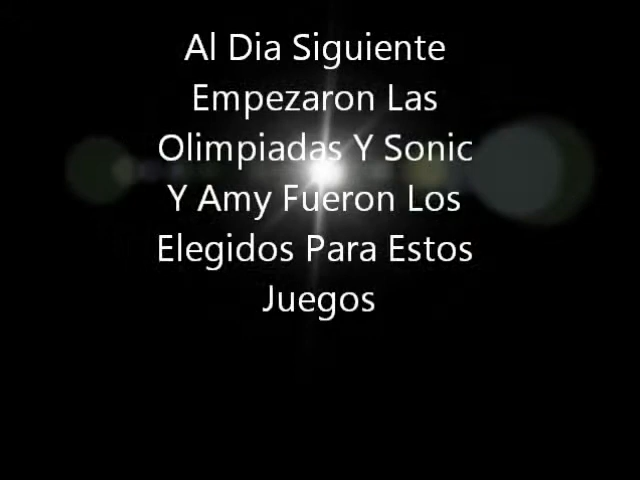 Al Dia Siguiente
Empezaron Las
Olimpiadas Y Sonic
Y Amy Fueron Los
Elegidos Para Estos
Juegos